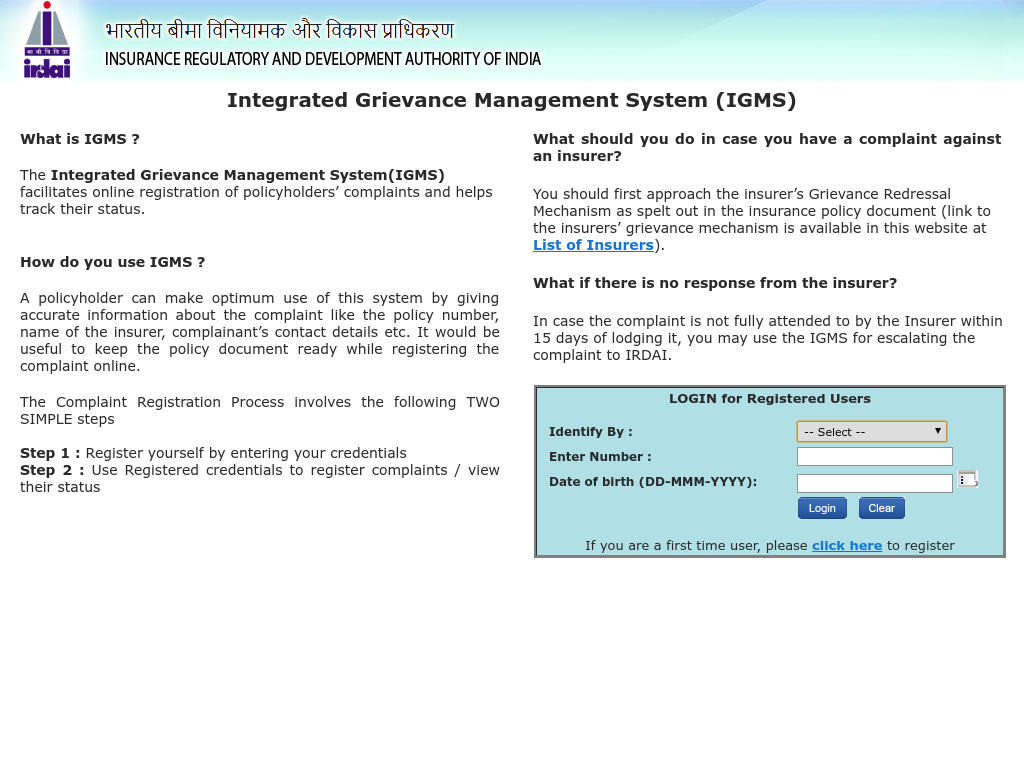 भारतीय बीमा विनियामक और विकास प्राधिकरण
INSURANCE REGULATORY AND DEVELOPMENT AUTHORITY OF INDIA
irdai
Integrated Grievance Management System (IGMS)
What is IGMS ?
The Integrated Grievance Management System(IGMS)
facilitates online registration of policyholders’ complaints and helps
track their status.
How do you use IGMS ?
A policyholder can make optimum use of this system by giving
accurate information about the complaint like the policy number,
name of the insurer, complainant’s contact details etc. It would be
useful to keep the policy document ready while registering the
complaint online.
The Complaint Registration Process involves the following TWO
SIMPLE steps
Step 1 : Register yourself by entering your credentials
Step 2 : Use Registered credentials to register complaints / view
their status
What should you do in case you have a complaint against
an insurer?
You should first approach the insurer’s Grievance Redressal
Mechanism as spelt out in the insurance policy document (link to
the insurers’ grievance mechanism is available in this website at
List of Insurers).
What if there is no response from the insurer?
In case the complaint is not fully attended to by the Insurer within
15 days of lodging it, you may use the IGMS for escalating the
complaint to IRDAI.
LOGIN for Registered Users
Identify By :
-- Select --
Enter Number :
Date of birth (DD-MMM-YYYY):
Login Clear
If you are a first time user, please click here to register